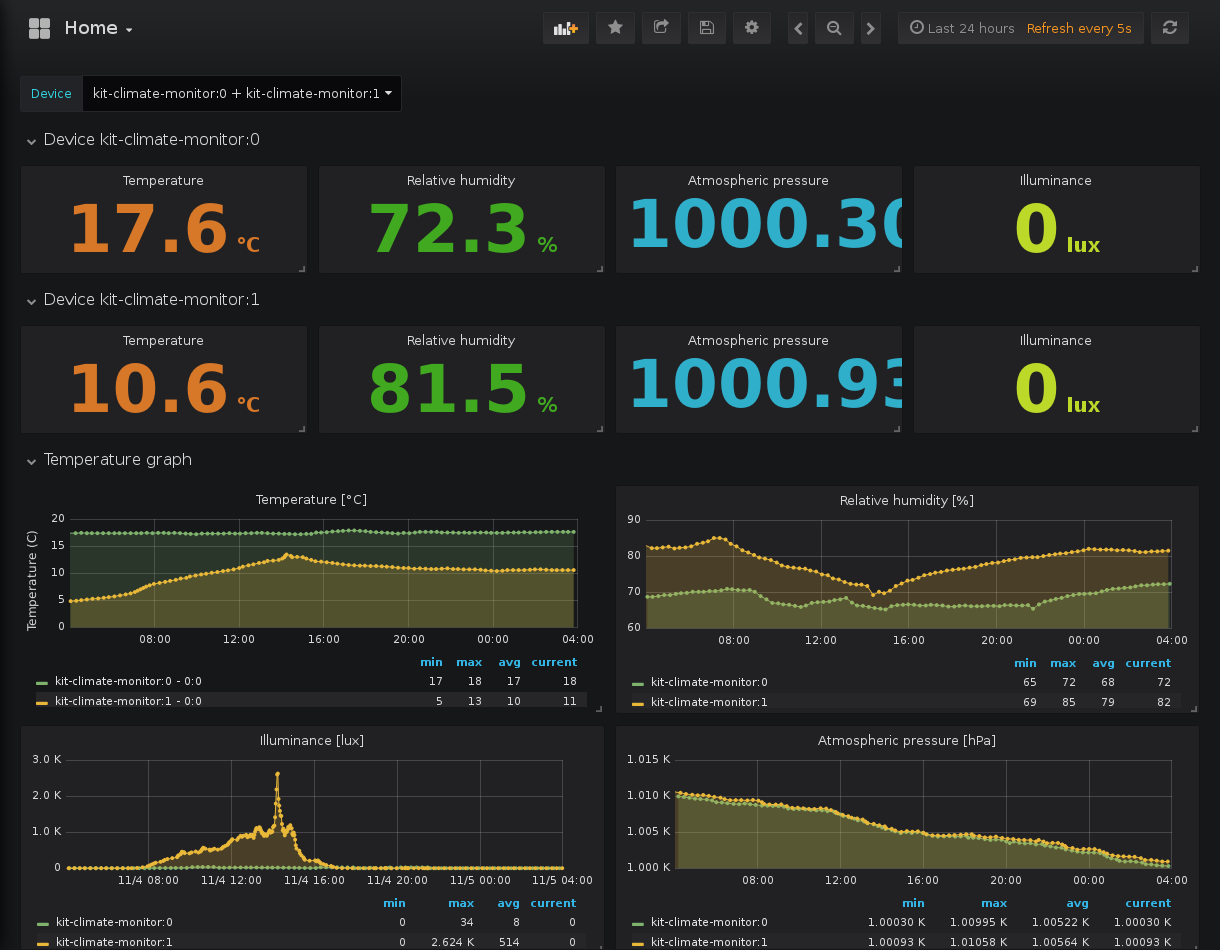 Home
Last 24 hours Refresh every 5s
Device kit-climate-monitor:0 + kit-climate-monitor:1
Device kit-climate-monitor:0
Temperature Relative humidity Atmospheric pressure Illuminance
17.6 °C 72.3 % 1000.30 0 lux
Device kit-climate-monitor:1
Temperature Relative humidity Atmospheric pressure Illuminance
10.6 °C 81.5 % 1000.93 0 lux
Temperature graph
Temperature [°C]
Temperature (C)
20
15
10
5
0
08:00 12:00 16:00 20:00 00:00 04:00
min max avg current
kit-climate-monitor:0 - 0:0 17 18 17 18
kit-climate-monitor:1 - 0:0 5 13 10 11
Relative humidity [%]
90
80
70
60
08:00 12:00 16:00 20:00 00:00 04:00
min max avg current
kit-climate-monitor:0 65 72 68 72
kit-climate-monitor:1 69 85 79 82
Illuminance [lux]
3.0 K
2.0 K
1.0 K
0
11/4 08:00 11/4 12:00 11/4 16:00 11/4 20:00 11/5 00:00 11/5 04:00
min max avg current
kit-climate-monitor:0 0 34 8 0
kit-climate-monitor:1 0 2.624 K 514 0
Atmospheric pressure [hPa]
1.015 K
1.010 K
1.005 K
1.000 K
08:00 12:00 16:00 20:00 00:00 04:00
min max avg current
kit-climate-monitor:0 1.00030 K 1.00995 K 1.00522 K 1.00030 K
kit-climate-monitor:1 1.00093 K 1.01058 K 1.00564 K 1.00093 K